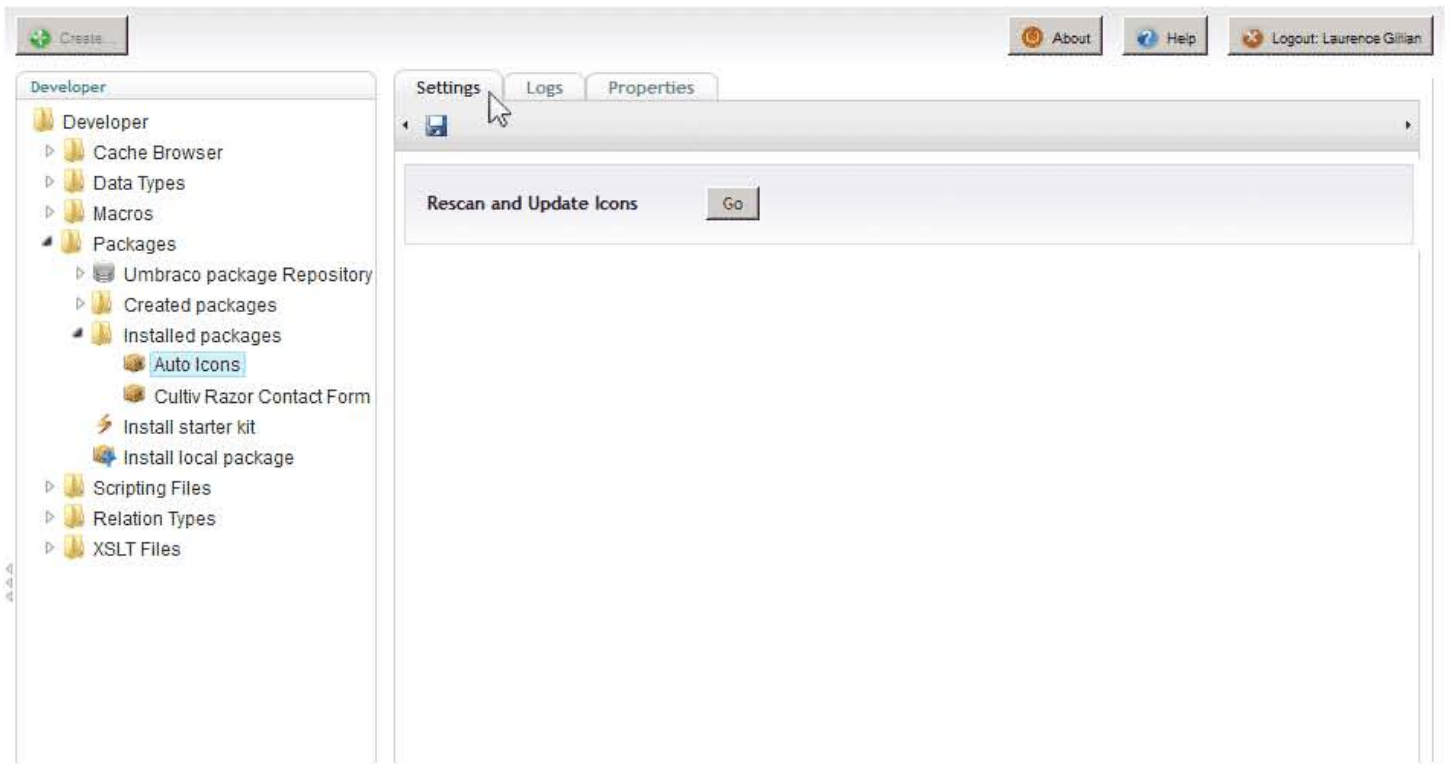 Create...
About
Help
Logout: Laurence Gillian
Developer
Settings
Logs
Properties
Developer
Cache Browser
Data Types
Macros
Packages
Umbraco package Repository
Created packages
Installed packages
Auto Icons
Cultiv Razor Contact Form
Install starter kit
Install local package
Scripting Files
Relation Types
XSLT Files
Rescan and Update Icons
Go